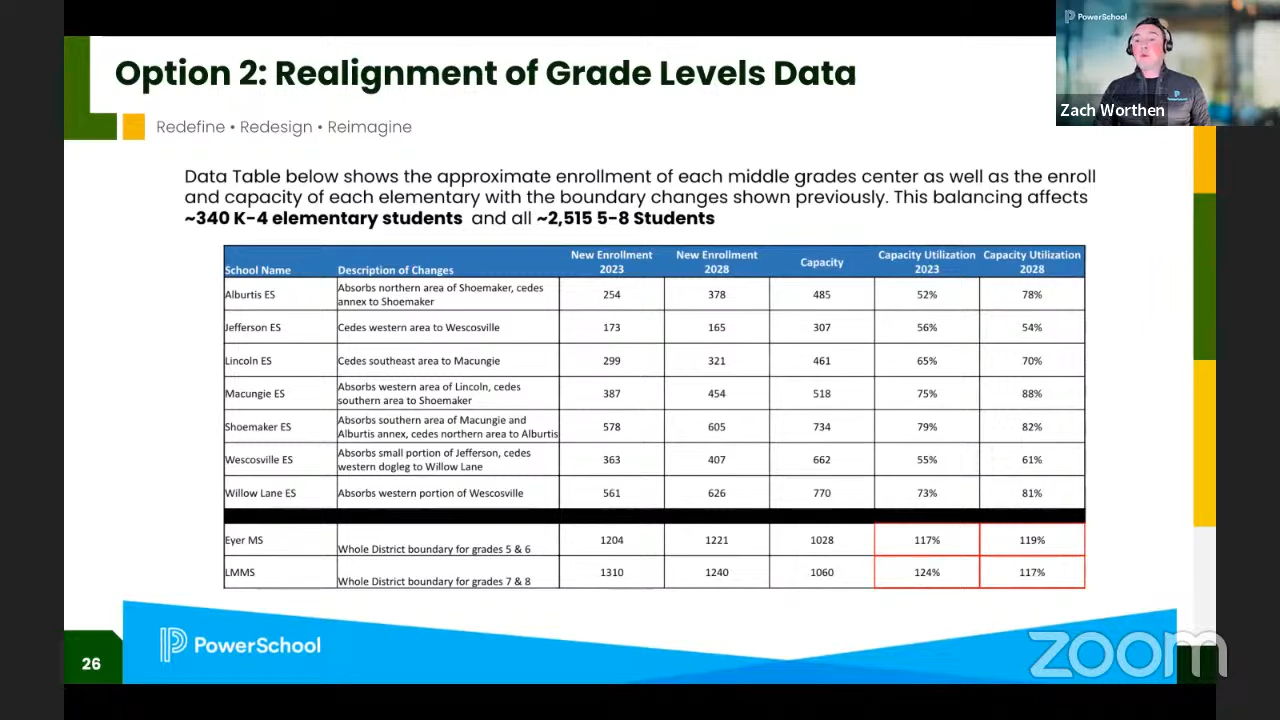 PowerSchool
Zach Worthen
Option 2: Realignment of Grade Levels Data
Redefine • Redesign • Reimagine
Data Table below shows the approximate enrollment of each middle grades center as well as the enroll
and capacity of each elementary with the boundary changes shown previously. This balancing affects
~340 K-4 elementary students and all ~2,515 5-8 Students
School Name Description of Changes New Enrollment 2023 New Enrollment 2028 Capacity Capacity Utilization 2023 Capacity Utilization 2028
Alburtis ES Absorbs northern area of Shoemaker, cedes annex to Shoemaker 254 378 485 52% 78%
Jefferson ES Cedes western area to Wescosville 173 165 307 56% 54%
Lincoln ES Cedes southeast area to Macungie 299 321 461 65% 70%
Macungie ES Absorbs western area of Lincoln, cedes southern area to Shoemaker 387 454 518 75% 88%
Shoemaker ES Absorbs southern area of Macungie and Alburtis annex, cedes northern area to Alburtis 578 605 734 79% 82%
Wescosville ES Absorbs small portion of Jefferson, cedes western dogleg to Willow Lane 363 407 662 55% 61%
Willow Lane ES Absorbs western portion of Wescosville 561 626 770 73% 81%
Eyer MS Whole District boundary for grades 5 & 6 1204 1221 1028 117% 119%
LMMS Whole District boundary for grades 7 & 8 1310 1240 1060 124% 117%
26
PowerSchool
zoom